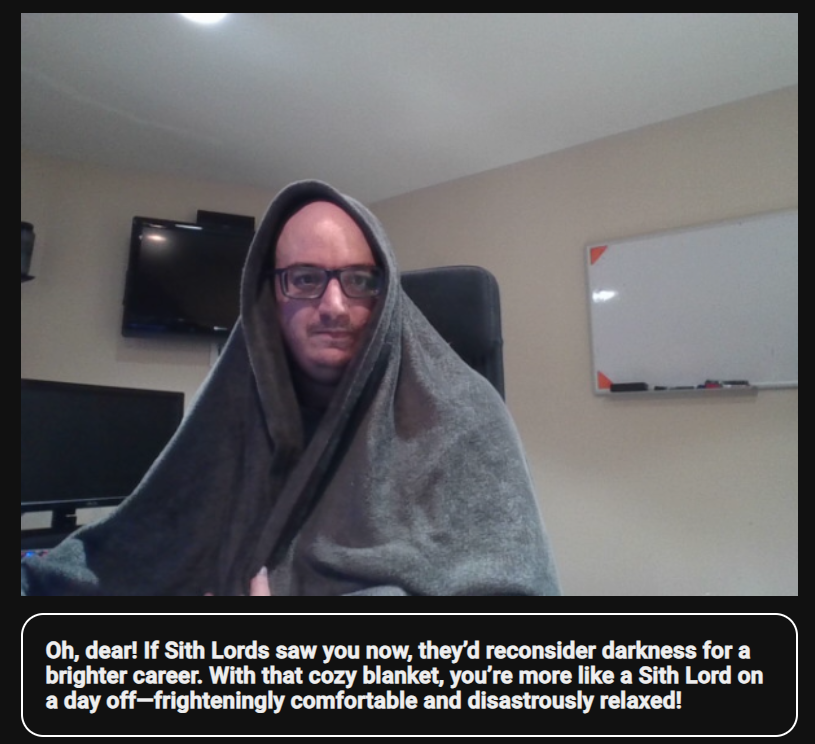 Oh, dear! If Sith Lords saw you now, they’d reconsider darkness for a
brighter career. With that cozy blanket, you’re more like a Sith Lord on
a day off—frighteningly comfortable and disastrously relaxed!